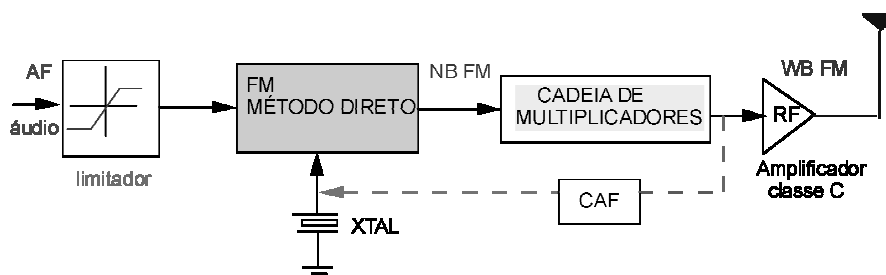 AF
áudio
limitador
FM
MÉTODO DIRETO
NB FM
CADEIA DE
MULTIPLICADORES
WB FM
RF
Amplificador
classe C
CAF
XTAL